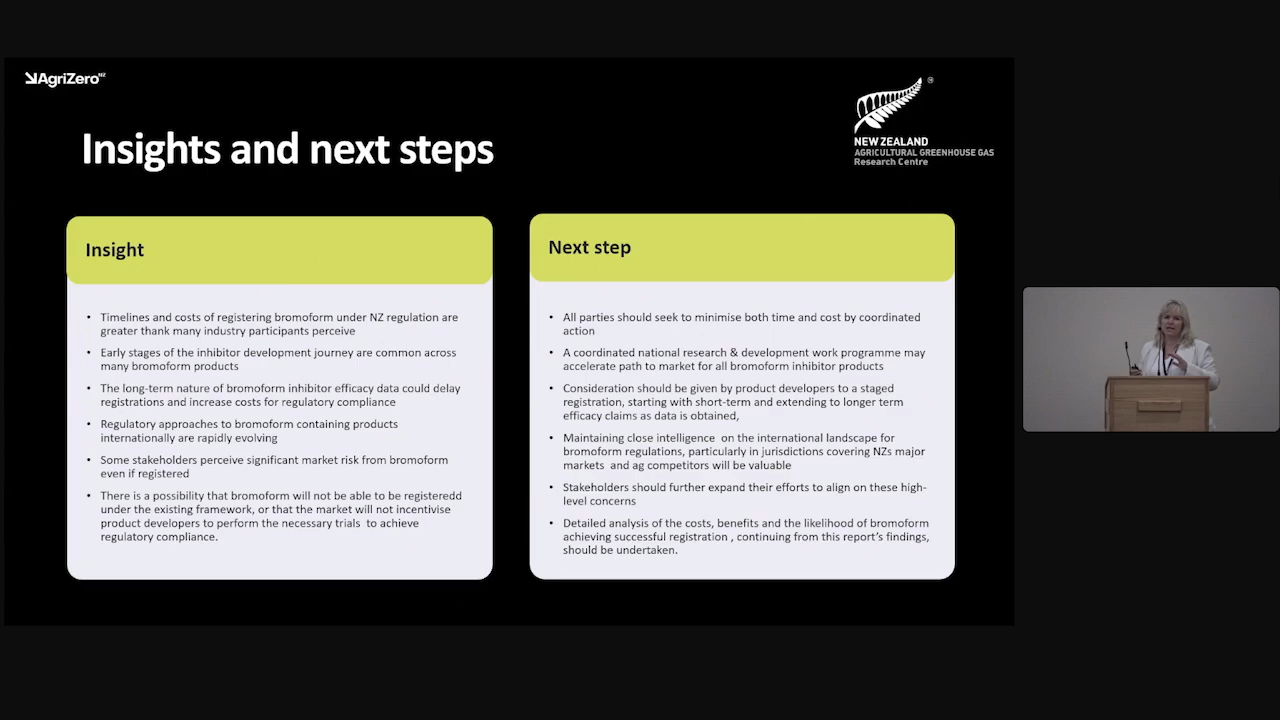 AgriZero NZ
NEW ZEALAND
AGRICULTURAL GREENHOUSE GAS
Research Centre
Insights and next steps
Insight
• Timelines and costs of registering bromoform under NZ regulation are
greater thank many industry participants perceive
• Early stages of the inhibitor development journey are common across
many bromoform products
• The long-term nature of bromoform inhibitor efficacy data could delay
registrations and increase costs for regulatory compliance
• Regulatory approaches to bromoform containing products
internationally are rapidly evolving
• Some stakeholders perceive significant market risk from bromoform
even if registered
• There is a possibility that bromoform will not be able to be registeredd
under the existing framework, or that the market will not incentivise
product developers to perform the necessary trials to achieve
regulatory compliance.
Next step
• All parties should seek to minimise both time and cost by coordinated
action
• A coordinated national research & development work programme may
accelerate path to market for all bromoform inhibitor products
• Consideration should be given by product developers to a staged
registration, starting with short-term and extending to longer term
efficacy claims as data is obtained,
• Maintaining close intelligence on the international landscape for
bromoform regulations, particularly in jurisdictions covering NZs major
markets and ag competitors will be valuable
• Stakeholders should further expand their efforts to align on these high-
level concerns
• Detailed analysis of the costs, benefits and the likelihood of bromoform
achieving successful registration , continuing from this report's findings,
should be undertaken.